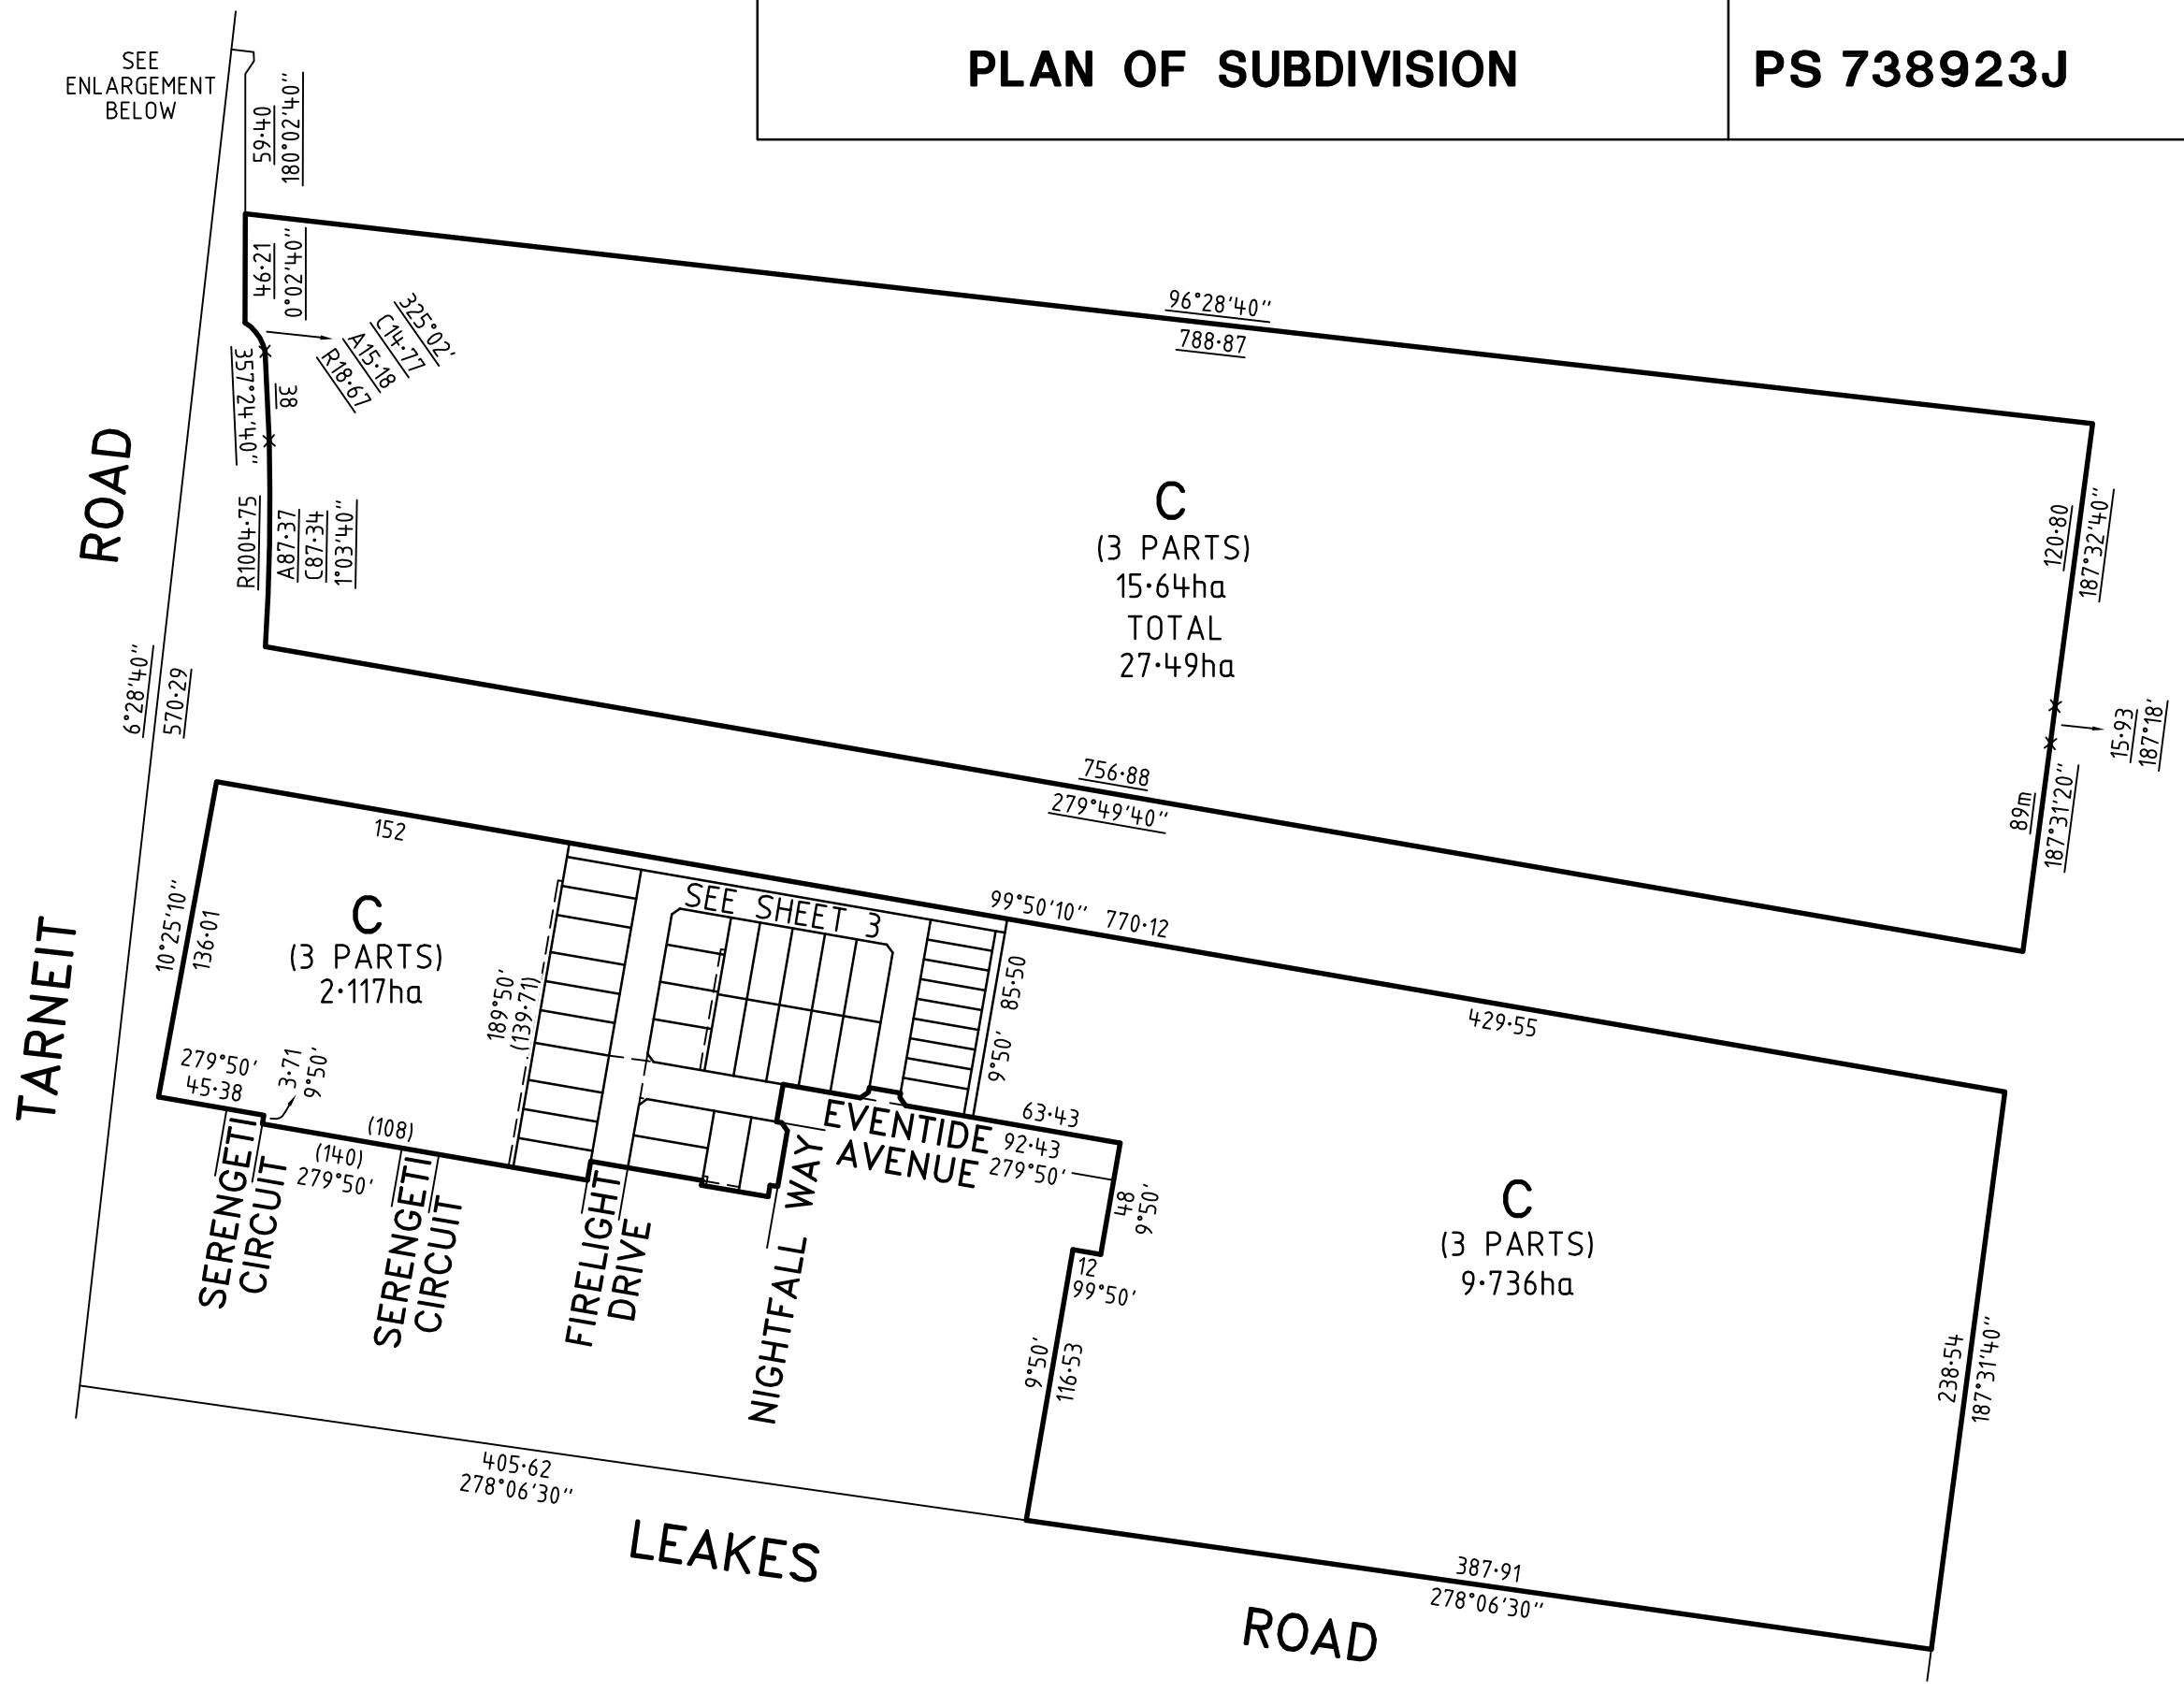 PLAN OF SUBDIVISION
PS 738923J
SEE
ENLARGEMENT
BELOW
59·40
180°02'40"
46·21
0°02'40"
325°02'
C14·77
A15·18
R18·67
357°24'40"
38
R1004·75
A87·37
C87·34
1°03'40"
96°28'40"
788·87
C
(3 PARTS)
15·64ha
TOTAL
27·49ha
120·80
187°32'40"
15·93
187°18'
89m
187°31'20"
756·88
279°49'40"
TARNEIT ROAD
6°28'40"
570·29
152
99°50'10" 770·12
429·55
10°25'10"
136·01
C
(3 PARTS)
2·117ha
189°50'
(139·71)
SEE SHEET 3
85·50
9°50'
279°50'
45·38
3·71
9°50'
(108)
(140)
279°50'
SERENGETI
CIRCUIT
SERENGETI
CIRCUIT
FIRELIGHT
DRIVE
NIGHTFALL WAY
EVENTIDE
AVENUE
63·43
92·43
279°50'
48
9°50'
12
99°50'
9°50'
116·53
C
(3 PARTS)
9·736ha
238·54
187°31'40"
405·62
278°06'30"
387·91
278°06'30"
LEAKES ROAD